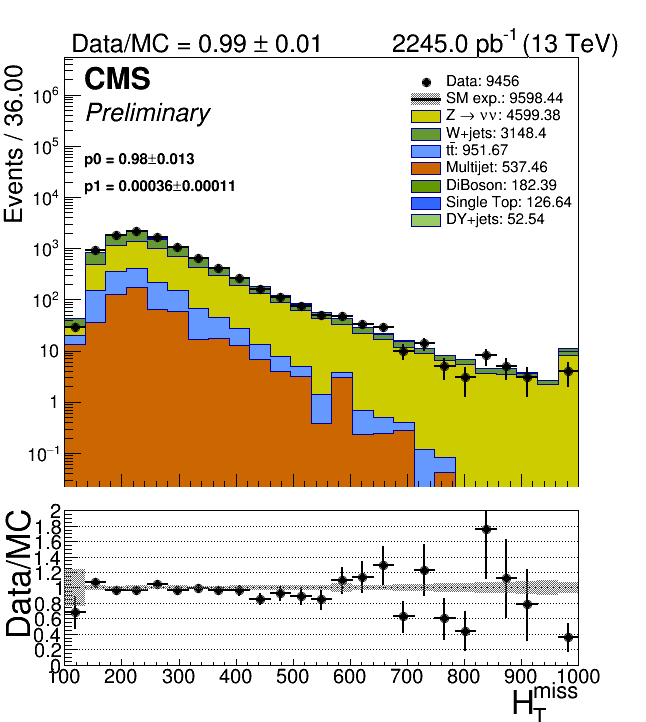 Data/MC = 0.99 ± 0.01
2245.0 pb⁻¹ (13 TeV)
CMS
Preliminary
p0 = 0.98±0.013
p1 = 0.00036±0.00011
Data: 9456
SM exp.: 9598.44
Z → νν: 4599.38
W+jets: 3148.4
tt̄: 951.67
Multijet: 537.46
DiBoson: 182.39
Single Top: 126.64
DY+jets: 52.54
Events / 36.00
10⁶
10⁵
10⁴
10³
10²
10
1
10⁻¹
Data/MC
2
1.8
1.6
1.4
1.2
1
0.8
0.6
0.4
0.2
0
100 200 300 400 500 600 700 800 900 1000
H_T^miss